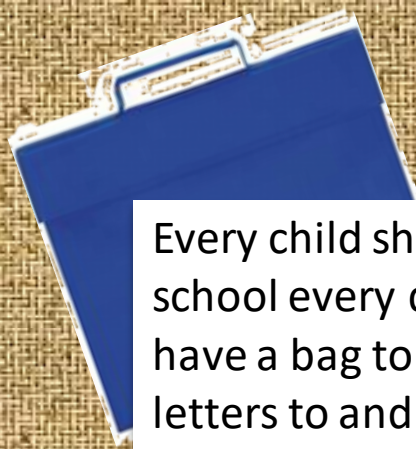 Every child sh
school every
have a bag to
letters to and